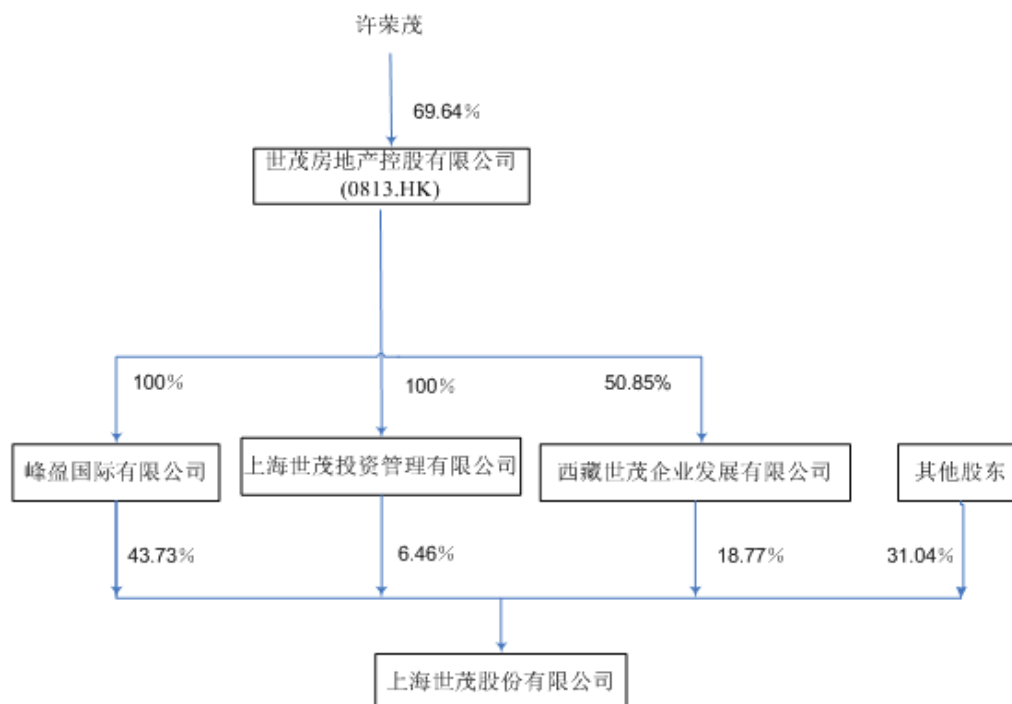 许荣茂
69.64%
世茂房地产控股有限公司
(0813.HK)
100%
100%
50.85%
峰盈国际有限公司
上海世茂投资管理有限公司
西藏世茂企业发展有限公司
其他股东
43.73%
6.46%
18.77%
31.04%
上海世茂股份有限公司